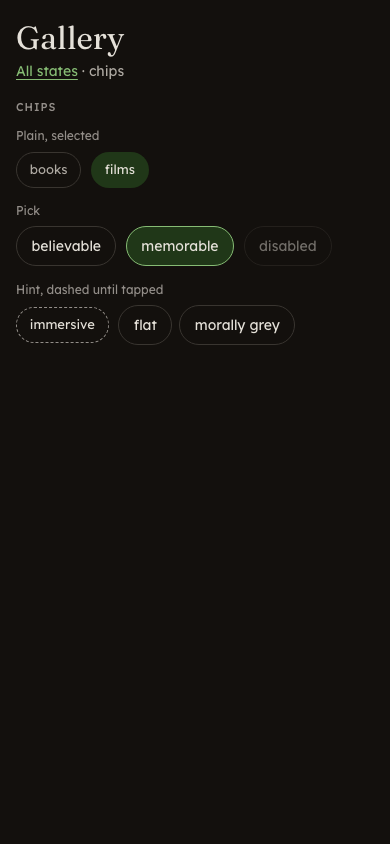 Gallery
All states · chips
CHIPS
Plain, selected
books films
Pick
believable memorable disabled
Hint, dashed until tapped
immersive flat morally grey